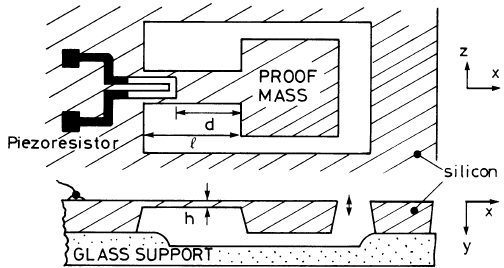 PROOF
MASS
z
x
d
l
Piezoresistor
silicon
h
x
y
GLASS SUPPORT